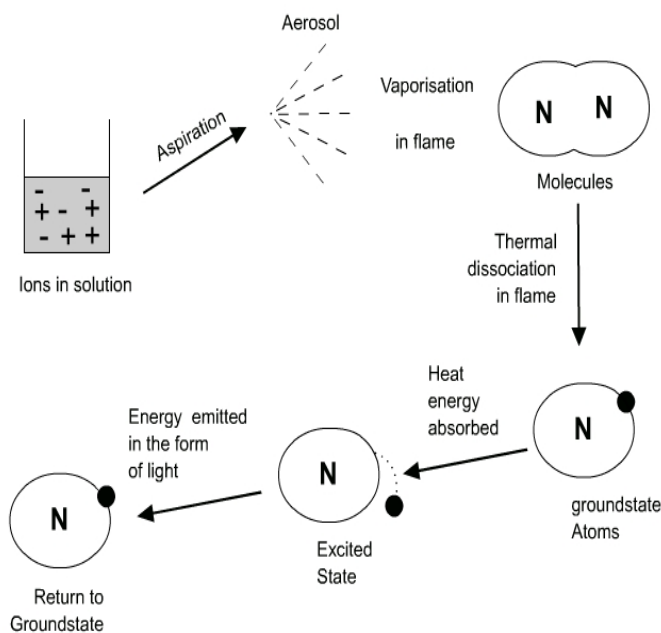 Aerosol
Aspiration
Vaporisation
in flame
N N
Molecules
- -
+ - +
- + +
Ions in solution
Thermal
dissociation
in flame
N
groundstate
Atoms
Heat
energy
absorbed
N
Excited
State
Energy emitted
in the form
of light
N
Return to
Groundstate